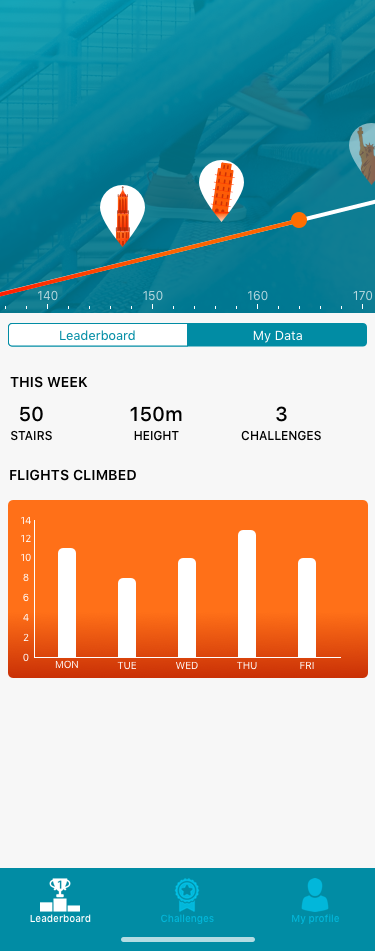 140 150 160 170
Leaderboard My Data
THIS WEEK
50 150m 3
STAIRS HEIGHT CHALLENGES
FLIGHTS CLIMBED
14
12
10
8
6
4
2
0
MON TUE WED THU FRI
1
Leaderboard Challenges My profile